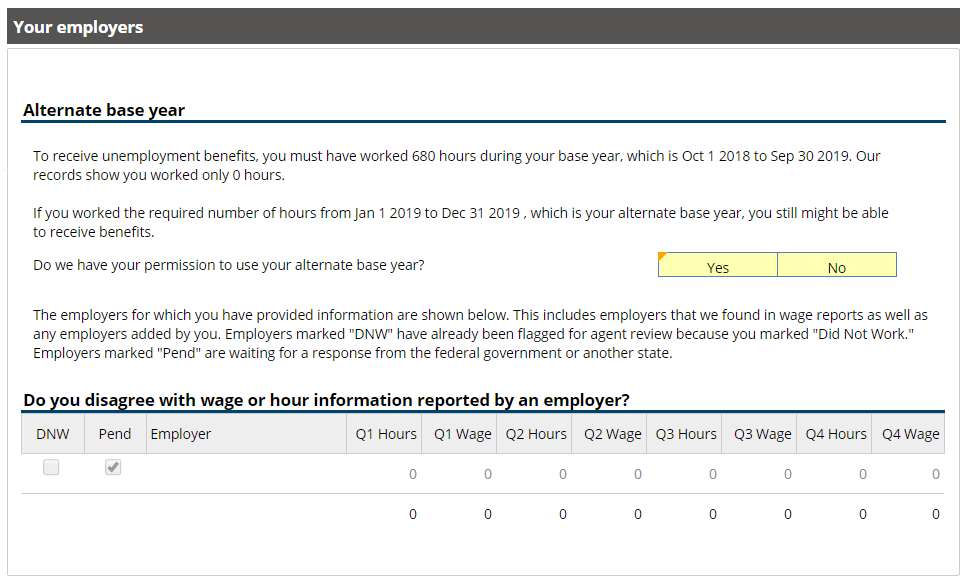 Your employers
Alternate base year
To receive unemployment benefits, you must have worked 680 hours during your base year, which is Oct 1 2018 to Sep 30 2019. Our
records show you worked only 0 hours.
If you worked the required number of hours from Jan 1 2019 to Dec 31 2019 , which is your alternate base year, you still might be able
to receive benefits.
Do we have your permission to use your alternate base year? Yes No
The employers for which you have provided information are shown below. This includes employers that we found in wage reports as well as
any employers added by you. Employers marked "DNW" have already been flagged for agent review because you marked "Did Not Work."
Employers marked "Pend" are waiting for a response from the federal government or another state.
Do you disagree with wage or hour information reported by an employer?
DNW Pend Employer Q1 Hours Q1 Wage Q2 Hours Q2 Wage Q3 Hours Q3 Wage Q4 Hours Q4 Wage
0 0 0 0 0 0 0 0
0 0 0 0 0 0 0 0